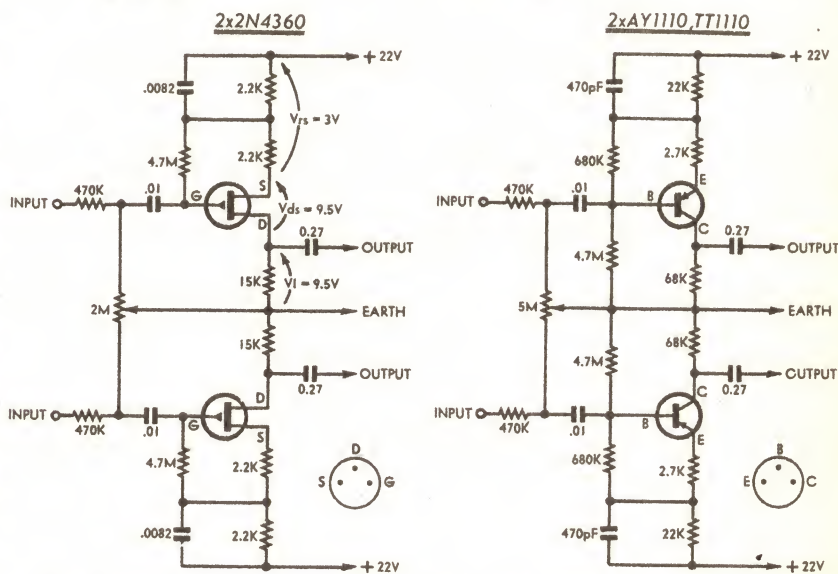 2x2N4360
+ 22V
.0082
2.2K
Vrs = 3V
4.7M
2.2K
S
470K
.01
G
INPUT
Vds = 9.5V
D
0.27
OUTPUT
15K
Vl = 9.5V
2M
EARTH
15K
0.27
OUTPUT
D
INPUT
470K
.01
G
S
4.7M
2.2K
D
S
G
.0082
2.2K
+ 22V
2xAY1110,TT1110
+ 22V
470pF
22K
680K
2.7K
470K
.01
E
INPUT
B
C
0.27
OUTPUT
4.7M
68K
5M
EARTH
4.7M
68K
0.27
OUTPUT
C
INPUT
470K
.01
B
E
680K
2.7K
B
E
C
470pF
22K
+ 22V